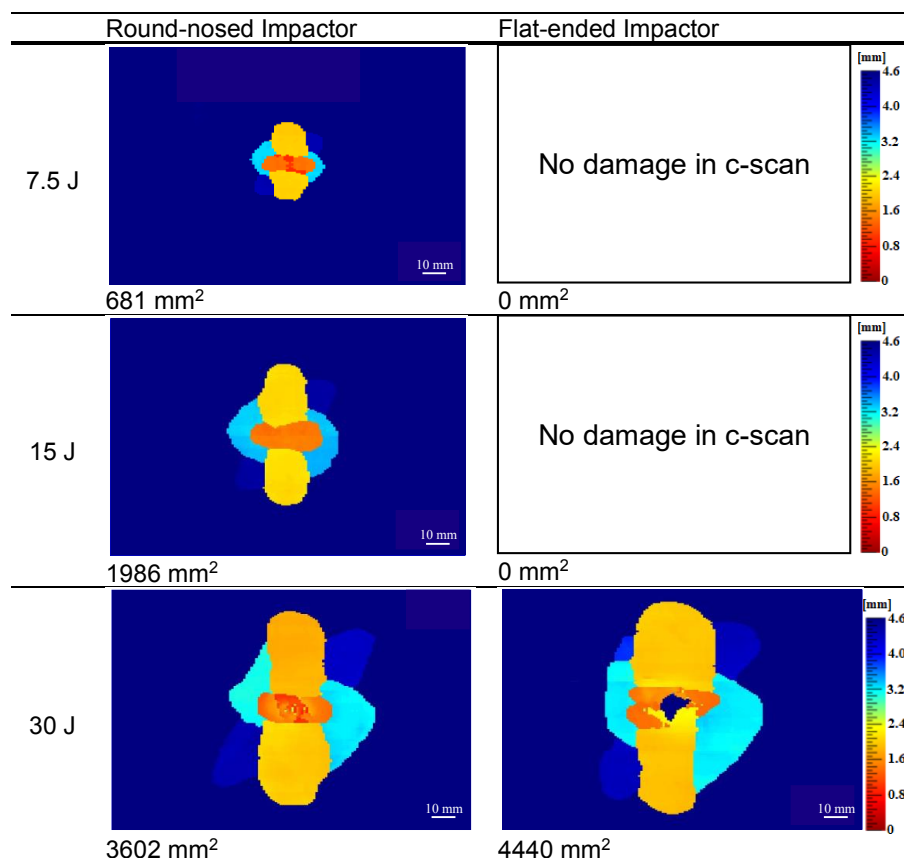 Round-nosed Impactor Flat-ended Impactor
[mm]
4.6
4.0
3.2
2.4
1.6
0.8
0
7.5 J
No damage in c-scan
10 mm
681 mm² 0 mm²
[mm]
4.6
4.0
3.2
2.4
1.6
0.8
0
15 J
No damage in c-scan
10 mm
1986 mm² 0 mm²
[mm]
4.6
4.0
3.2
2.4
1.6
0.8
0
30 J
10 mm 10 mm
3602 mm² 4440 mm²